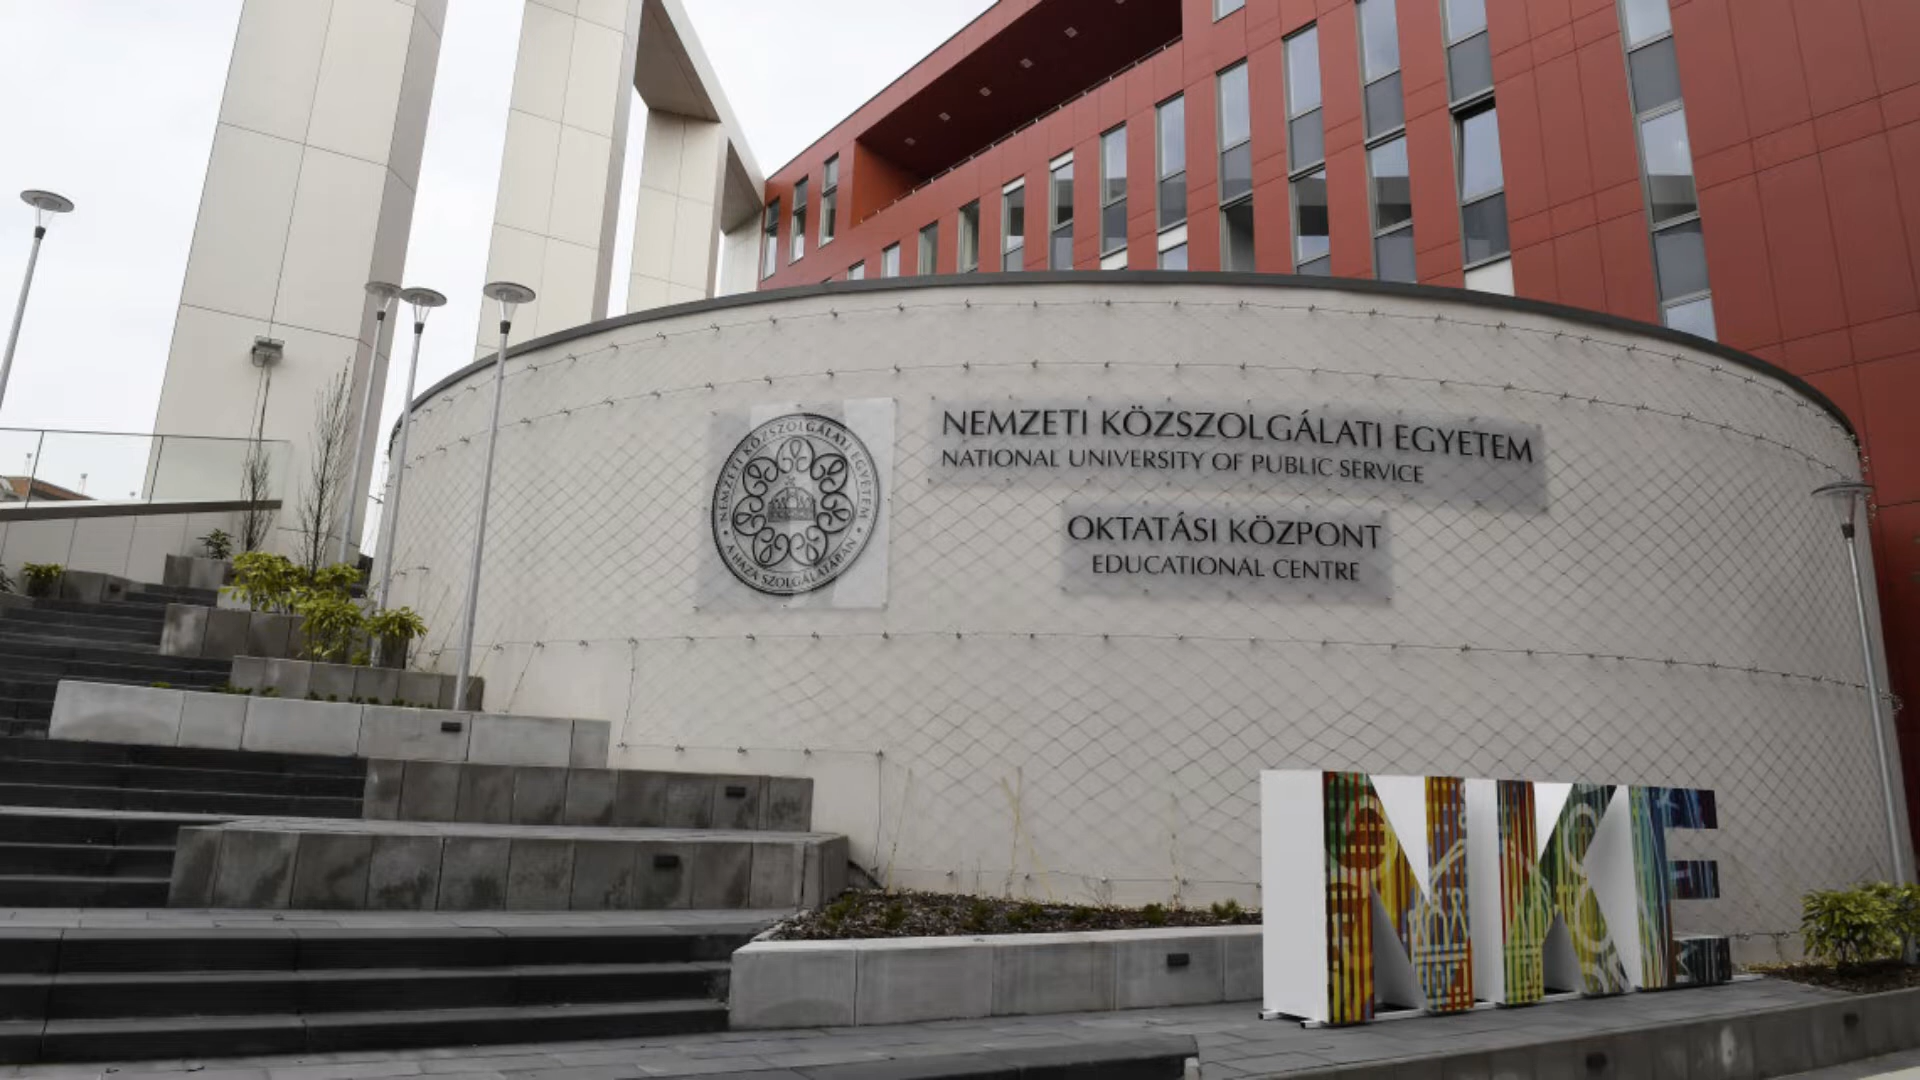 NEMZETI KÖZSZOLGÁLATI EGYETEM
• A HAZA SZOLGÁLATÁBAN •
NEMZETI KÖZSZOLGÁLATI EGYETEM
NATIONAL UNIVERSITY OF PUBLIC SERVICE
OKTATÁSI KÖZPONT
EDUCATIONAL CENTRE
NKE